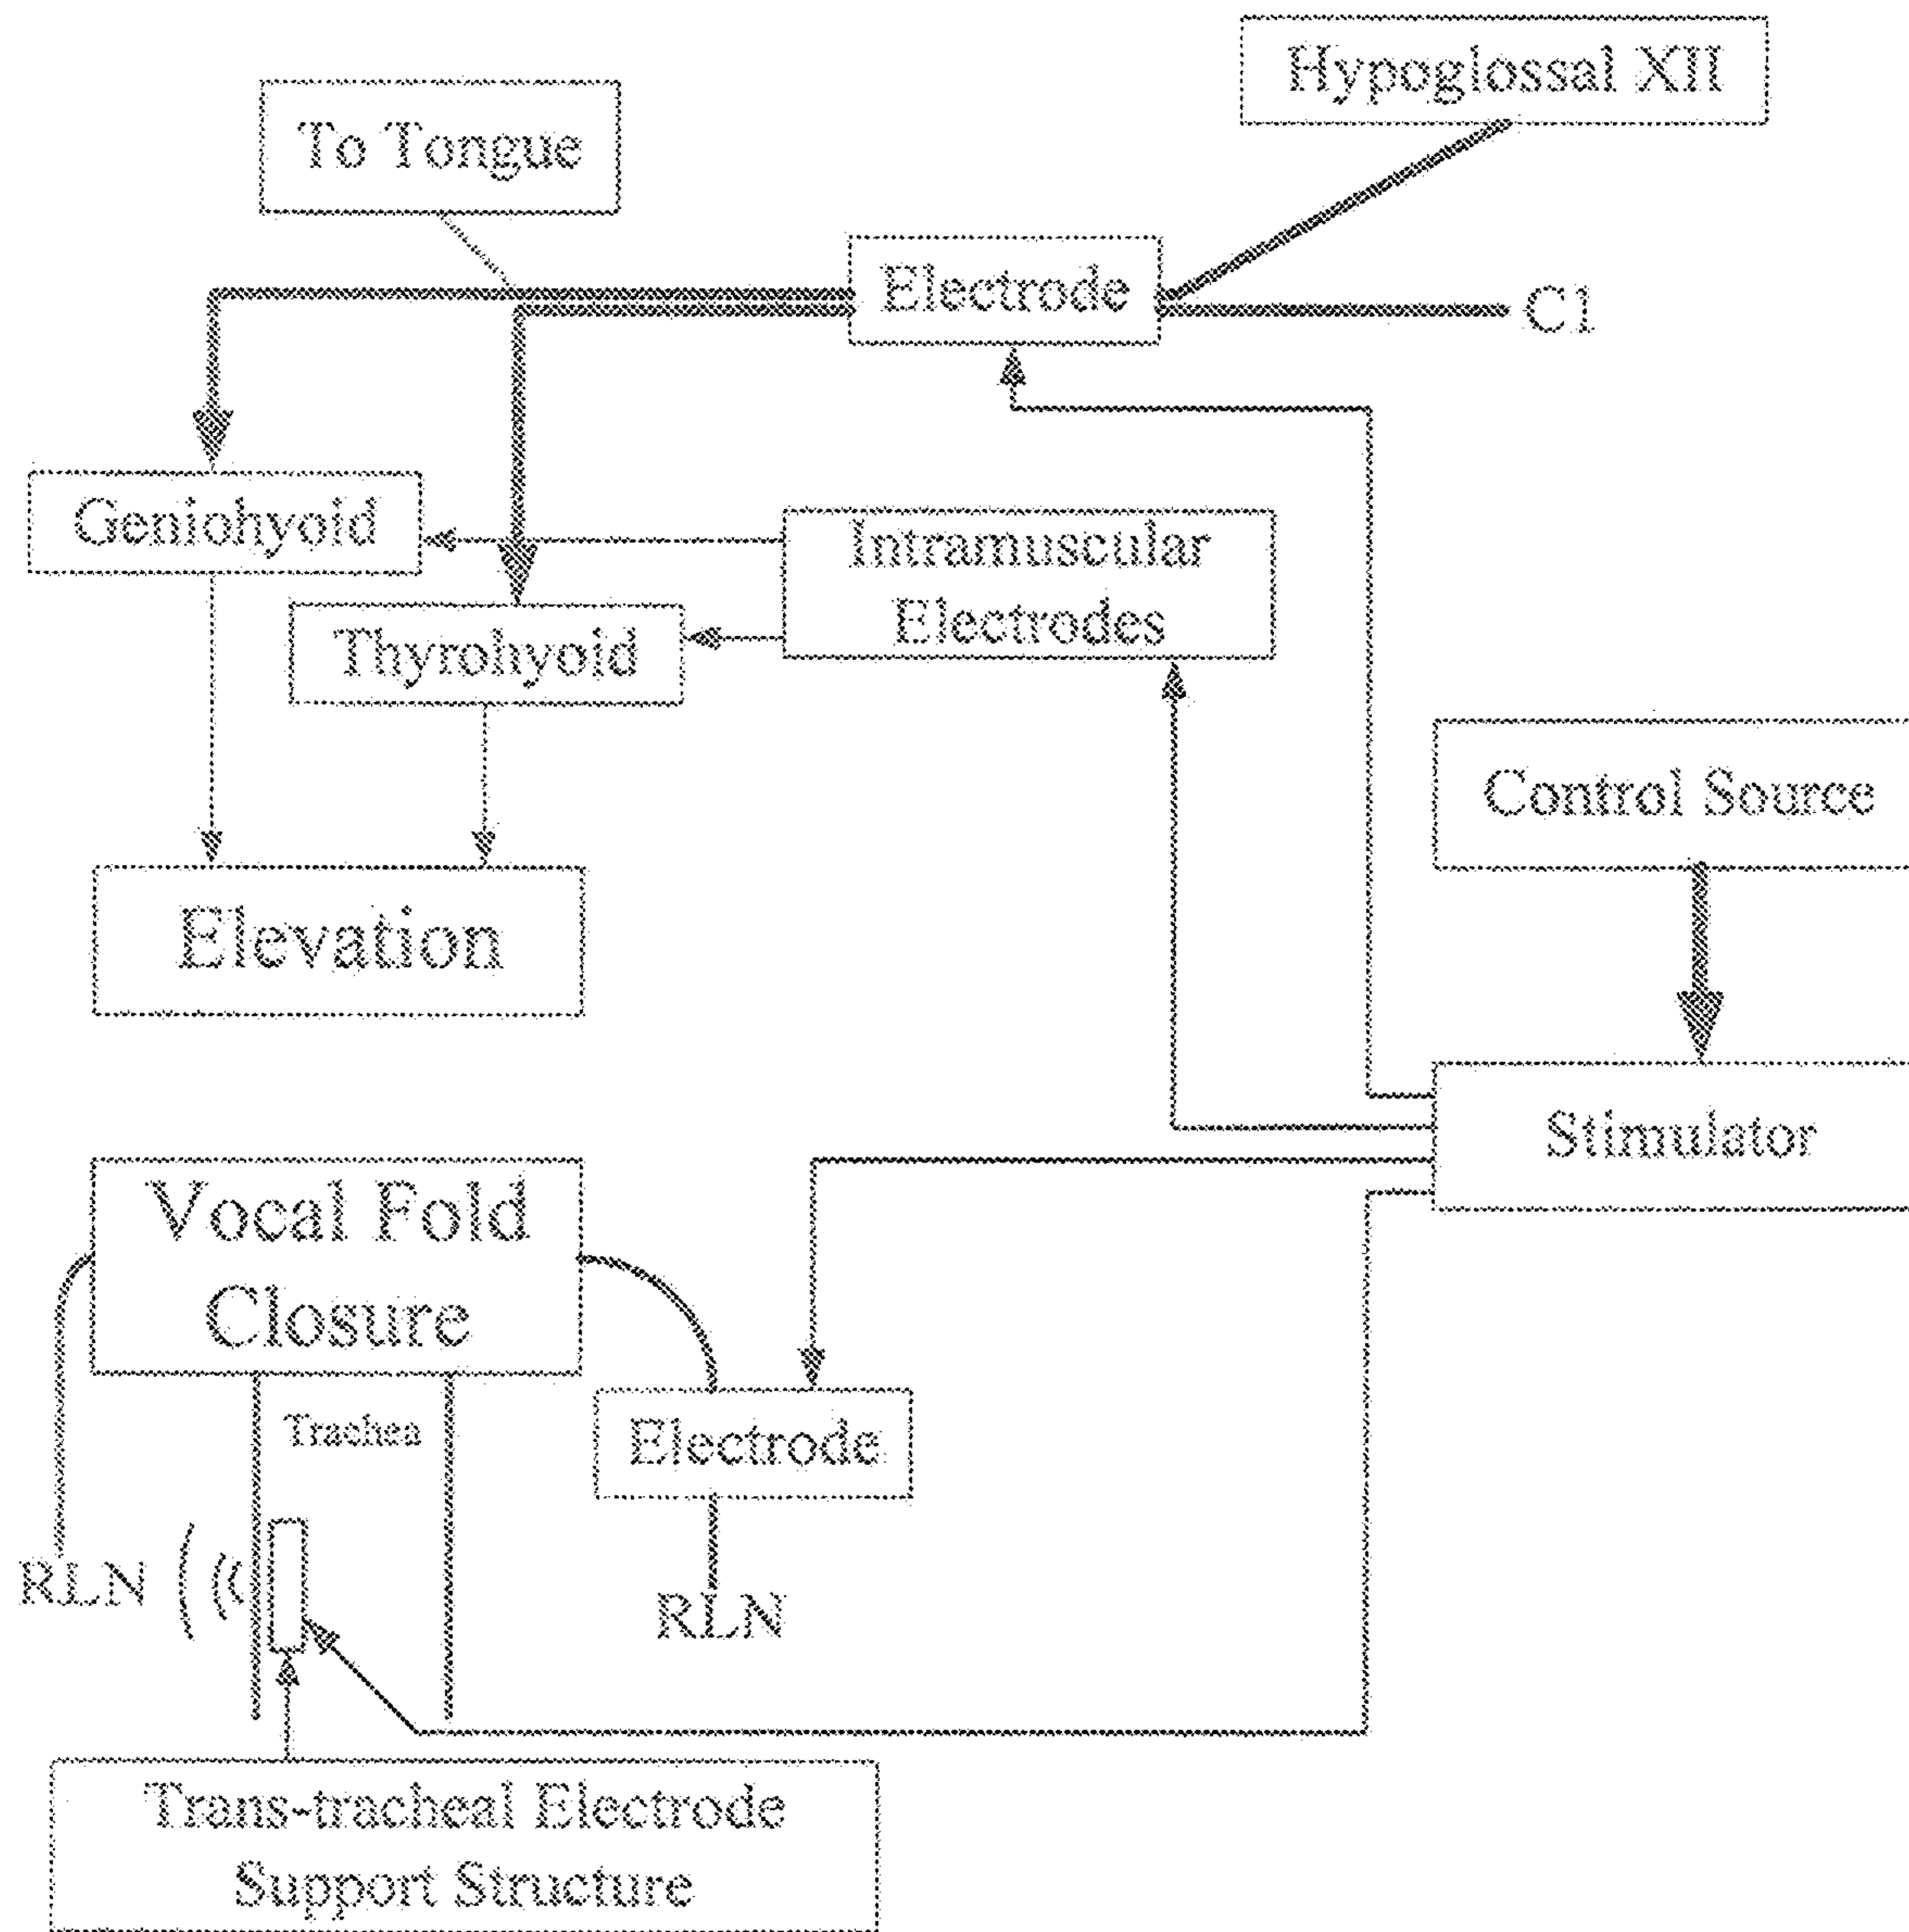 Hypoglossal XII
To Tongue
Electrode
C1
Geniohyoid
Intramuscular
Electrodes
Thyrohyoid
Control Source
Elevation
Stimulator
Vocal Fold
Closure
Trachea
Electrode
RLN
RLN
Trans-tracheal Electrode
Support Structure